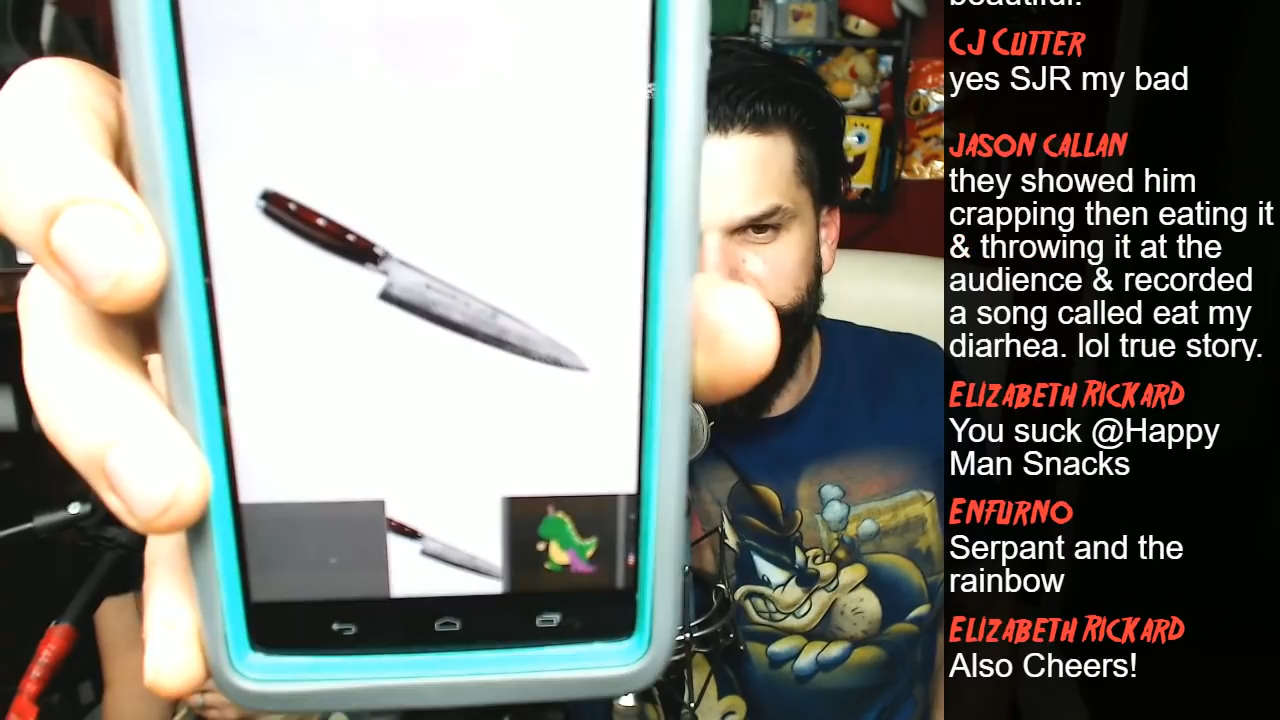 beautiful!
CJ CUTTER
yes SJR my bad
JASON CALLAN
they showed him
crapping then eating it
& throwing it at the
audience & recorded
a song called eat my
diarhea. lol true story.
ELIZABETH RICKARD
You suck @Happy
Man Snacks
ENFURNO
Serpant and the
rainbow
ELIZABETH RICKARD
Also Cheers!